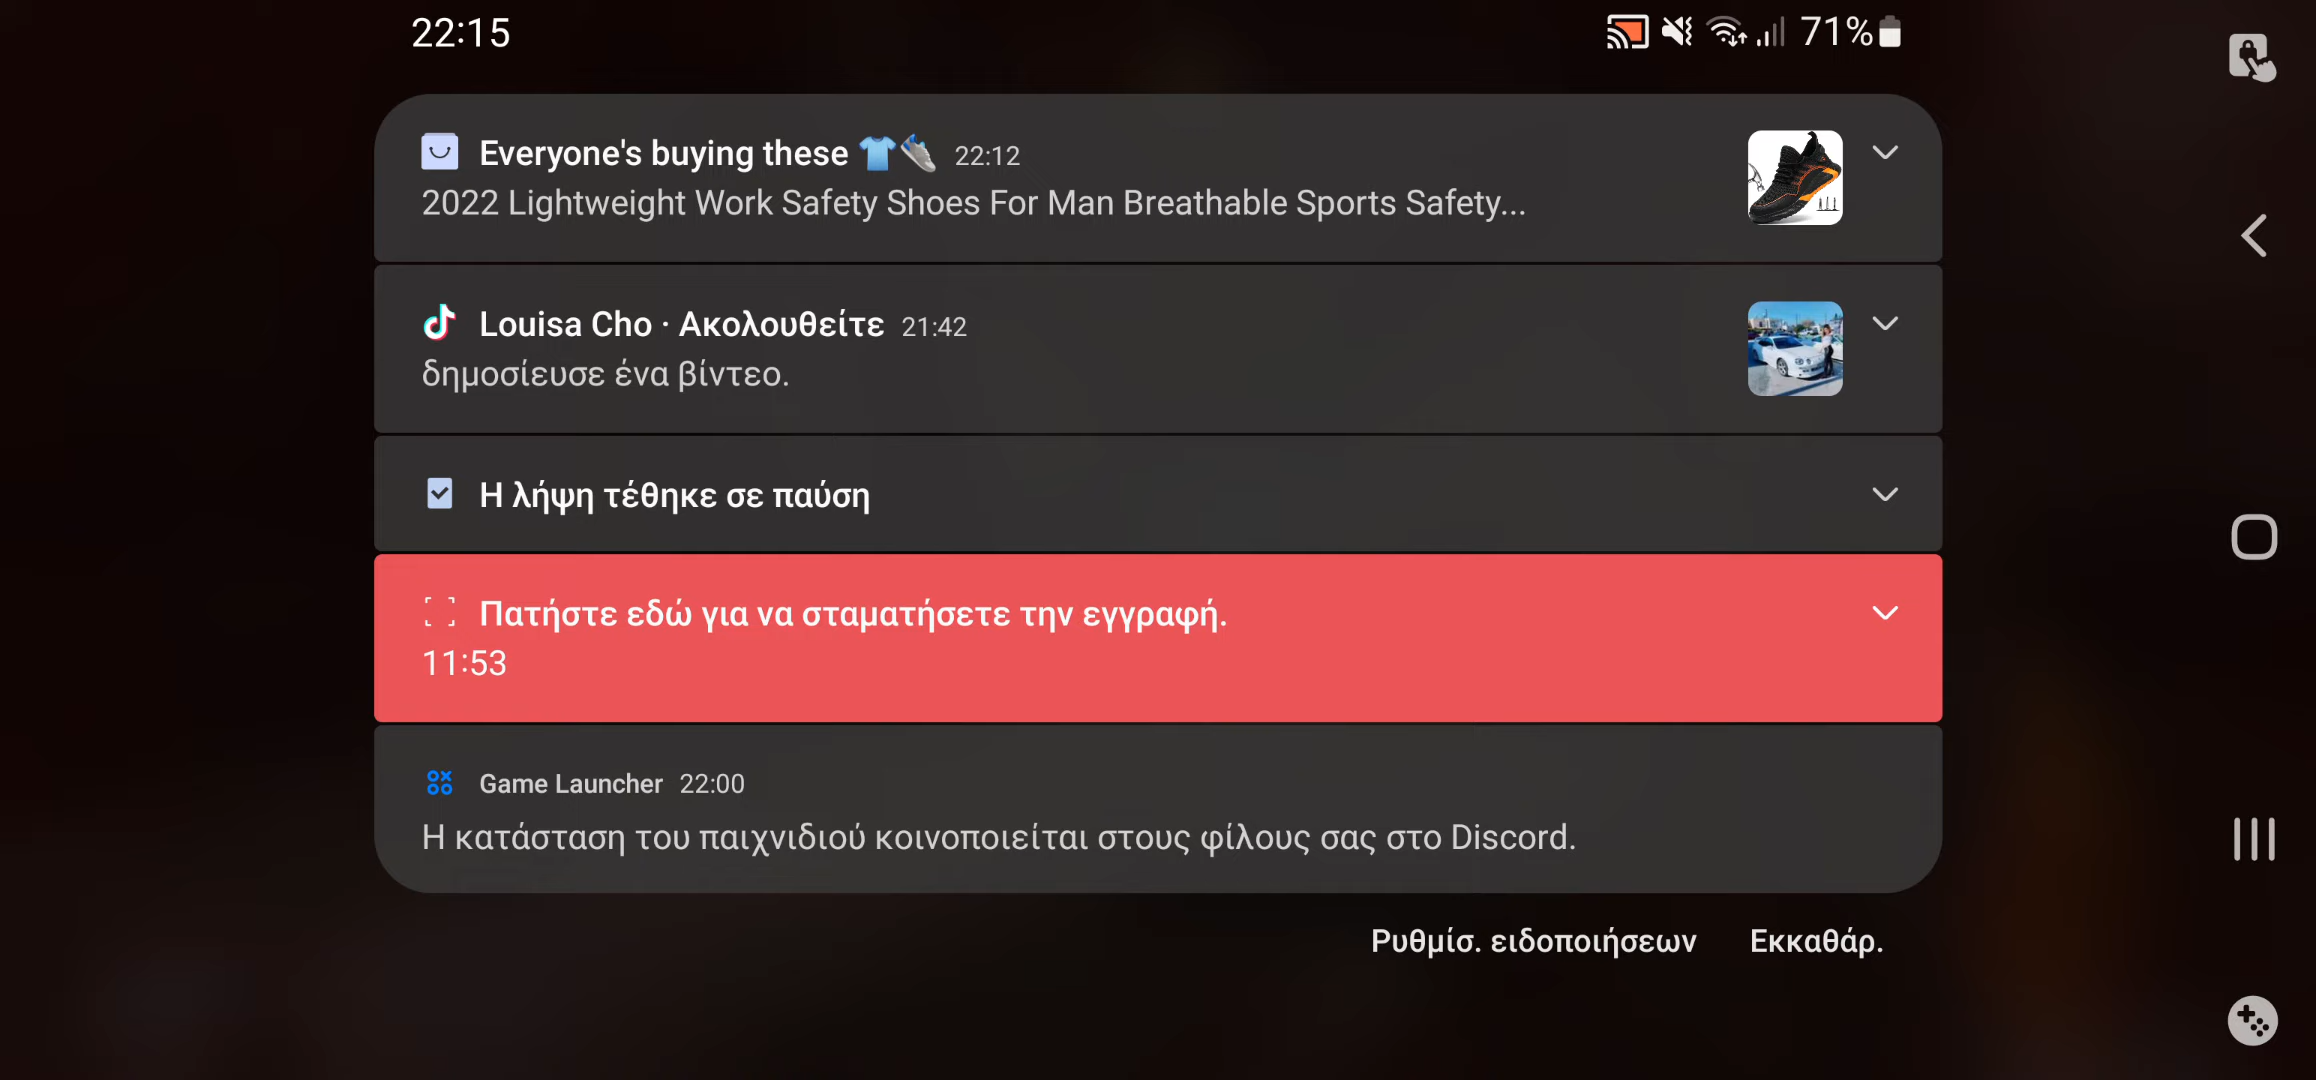 22:15
71%
Everyone's buying these 👕👟 22:12
2022 Lightweight Work Safety Shoes For Man Breathable Sports Safety...
Louisa Cho · Ακολουθείτε 21:42
δημοσίευσε ένα βίντεο.
Η λήψη τέθηκε σε παύση
Πατήστε εδώ για να σταματήσετε την εγγραφή.
11:53
Game Launcher 22:00
Η κατάσταση του παιχνιδιού κοινοποιείται στους φίλους σας στο Discord.
Ρυθμίσ. ειδοποιήσεων
Εκκαθάρ.